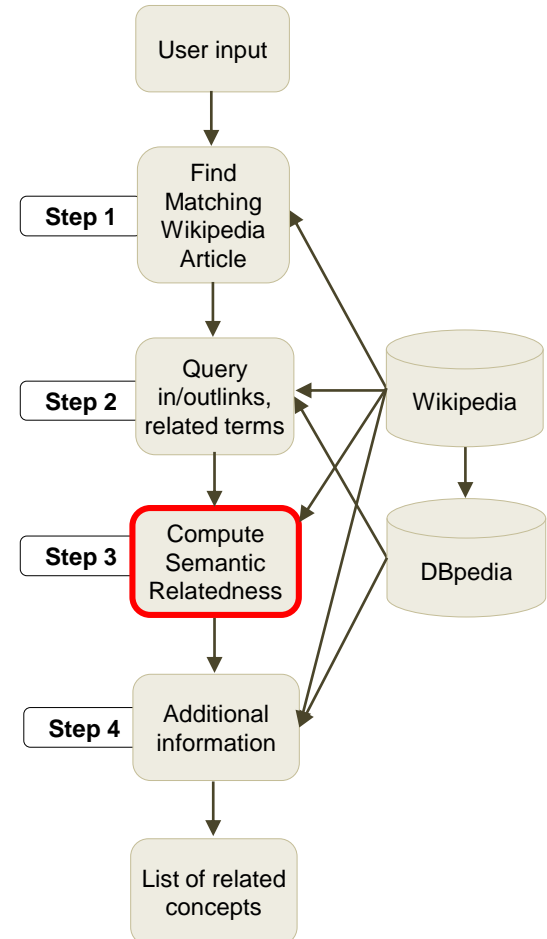 User input
Find
Matching
Wikipedia
Article
Step 1
Query
in/outlinks,
related terms
Step 2
Wikipedia
Compute
Semantic
Relatedness
Step 3
DBpedia
Additional
information
Step 4
List of related
concepts